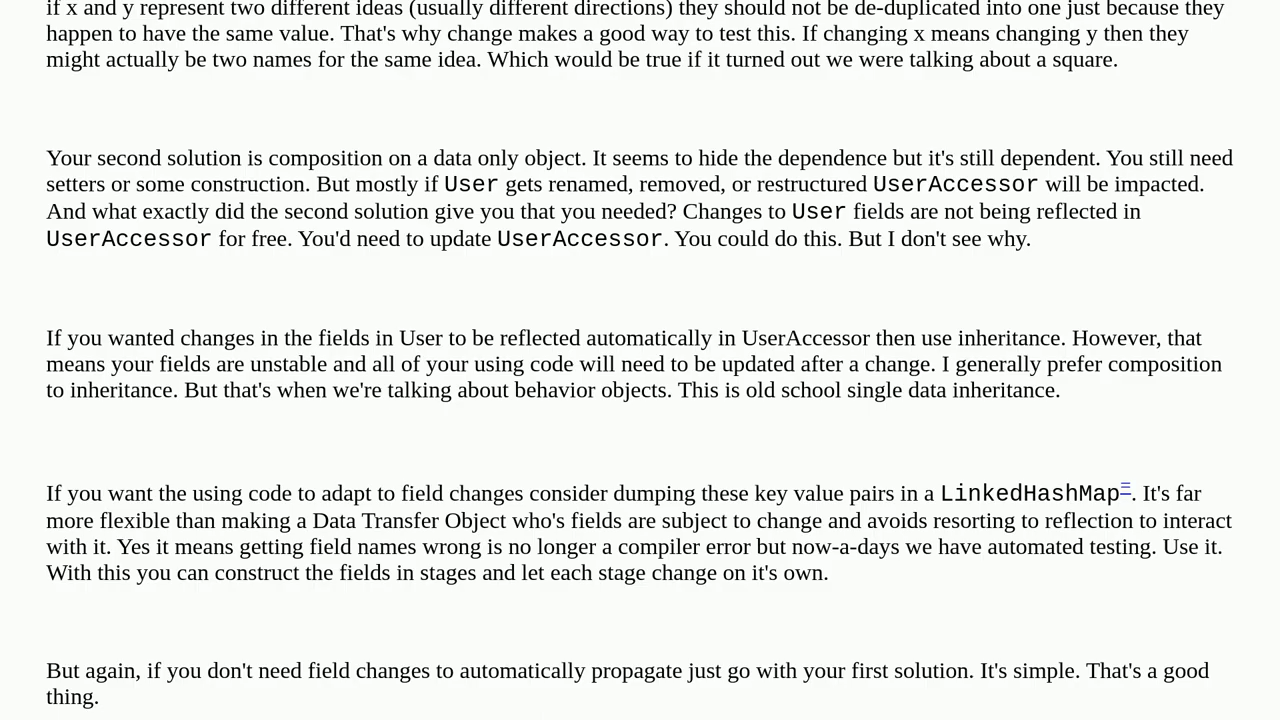 if x and y represent two different ideas (usually different directions) they should not be de-duplicated into one just because they
happen to have the same value. That's why change makes a good way to test this. If changing x means changing y then they
might actually be two names for the same idea. Which would be true if it turned out we were talking about a square.
Your second solution is composition on a data only object. It seems to hide the dependence but it's still dependent. You still need
setters or some construction. But mostly if User gets renamed, removed, or restructured UserAccessor will be impacted.
And what exactly did the second solution give you that you needed? Changes to User fields are not being reflected in
UserAccessor for free. You'd need to update UserAccessor. You could do this. But I don't see why.
If you wanted changes in the fields in User to be reflected automatically in UserAccessor then use inheritance. However, that
means your fields are unstable and all of your using code will need to be updated after a change. I generally prefer composition
to inheritance. But that's when we're talking about behavior objects. This is old school single data inheritance.
If you want the using code to adapt to field changes consider dumping these key value pairs in a LinkedHashMap=. It's far
more flexible than making a Data Transfer Object who's fields are subject to change and avoids resorting to reflection to interact
with it. Yes it means getting field names wrong is no longer a compiler error but now-a-days we have automated testing. Use it.
With this you can construct the fields in stages and let each stage change on it's own.
But again, if you don't need field changes to automatically propagate just go with your first solution. It's simple. That's a good
thing.